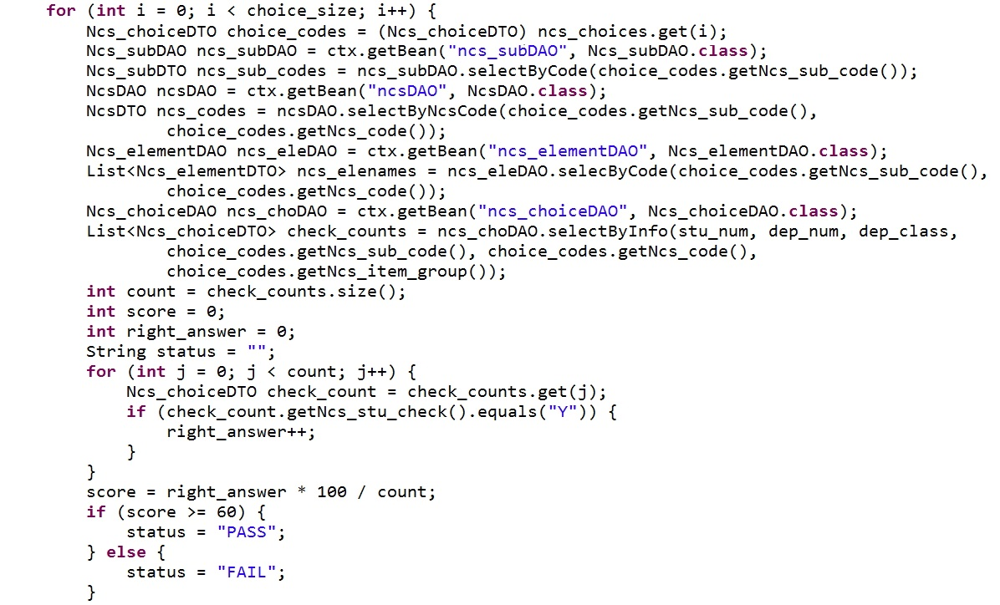 for (int i = 0; i < choice_size; i++) {
Ncs_choiceDTO choice_codes = (Ncs_choiceDTO) ncs_choices.get(i);
Ncs_subDAO ncs_subDAO = ctx.getBean("ncs_subDAO", Ncs_subDAO.class);
Ncs_subDTO ncs_sub_codes = ncs_subDAO.selectByCode(choice_codes.getNcs_sub_code());
NcsDAO ncsDAO = ctx.getBean("ncsDAO", NcsDAO.class);
NcsDTO ncs_codes = ncsDAO.selectByNcsCode(choice_codes.getNcs_sub_code(),
choice_codes.getNcs_code());
Ncs_elementDAO ncs_eleDAO = ctx.getBean("ncs_elementDAO", Ncs_elementDAO.class);
List<Ncs_elementDTO> ncs_elenames = ncs_eleDAO.selecByCode(choice_codes.getNcs_sub_code(),
choice_codes.getNcs_code());
Ncs_choiceDAO ncs_choDAO = ctx.getBean("ncs_choiceDAO", Ncs_choiceDAO.class);
List<Ncs_choiceDTO> check_counts = ncs_choDAO.selectByInfo(stu_num, dep_num, dep_class,
choice_codes.getNcs_sub_code(), choice_codes.getNcs_code(),
choice_codes.getNcs_item_group());
int count = check_counts.size();
int score = 0;
int right_answer = 0;
String status = "";
for (int j = 0; j < count; j++) {
Ncs_choiceDTO check_count = check_counts.get(j);
if (check_count.getNcs_stu_check().equals("Y")) {
right_answer++;
}
}
score = right_answer * 100 / count;
if (score >= 60) {
status = "PASS";
} else {
status = "FAIL";
}